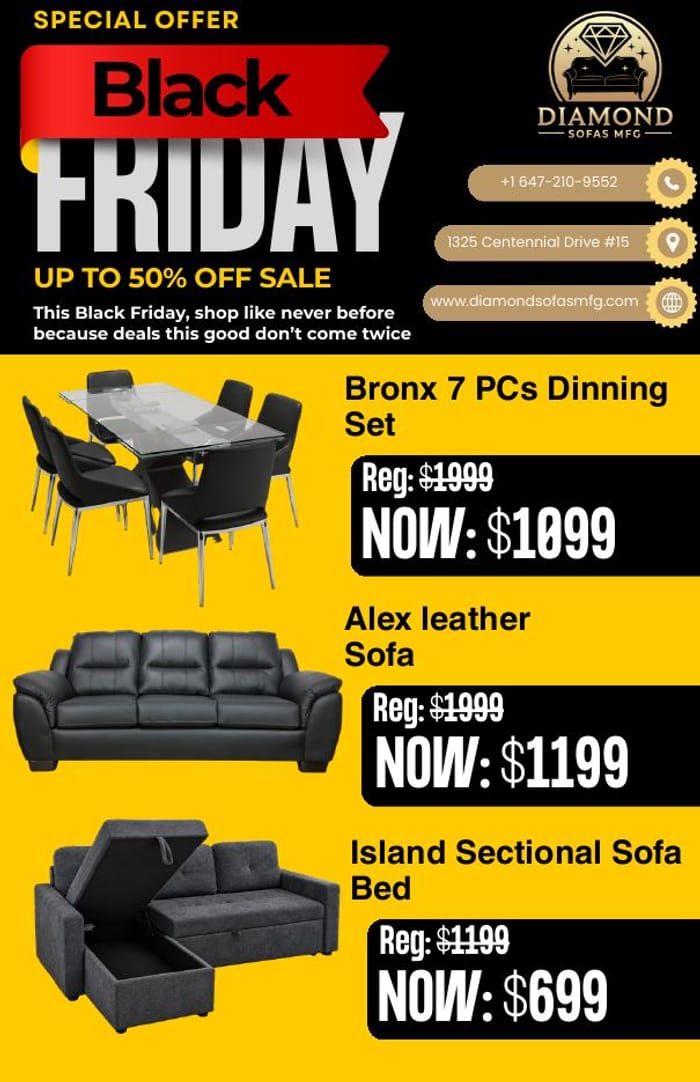 SPECIAL OFFER
Black
FRIDAY
UP TO 50% OFF SALE
This Black Friday, shop like never before
because deals this good don't come twice
DIAMOND
SOFAS MFG
+1 647-210-9552
1325 Centennial Drive #15
www.diamondsofasmfg.com
Bronx 7 PCs Dinning
Set
Reg: $1999
NOW: $1099
Alex leather
Sofa
Reg: $1999
NOW: $1199
Island Sectional Sofa
Bed
Reg: $1199
NOW: $699